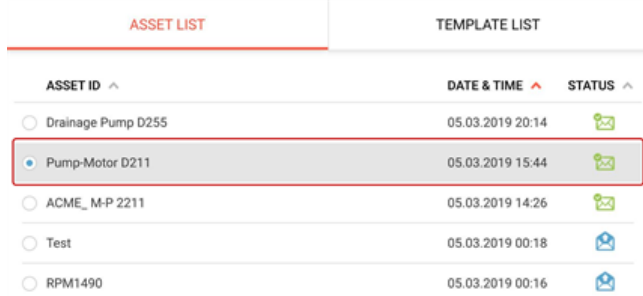 ASSET LIST TEMPLATE LIST
ASSET ID DATE & TIME STATUS
Drainage Pump D255 05.03.2019 20:14
Pump-Motor D211 05.03.2019 15:44
ACME_ M-P 2211 05.03.2019 14:26
Test 05.03.2019 00:18
RPM1490 05.03.2019 00:16